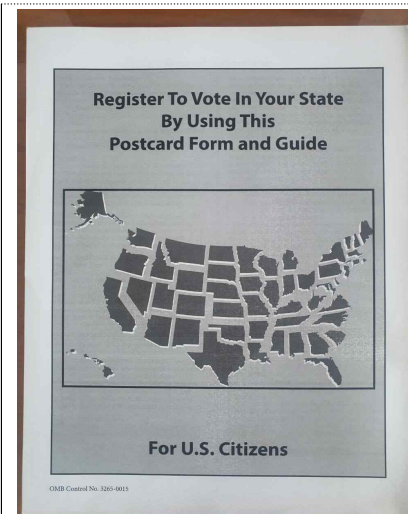 Register To Vote In Your State
By Using This
Postcard Form and Guide
For U.S. Citizens
OMB Control No. 3265-0015